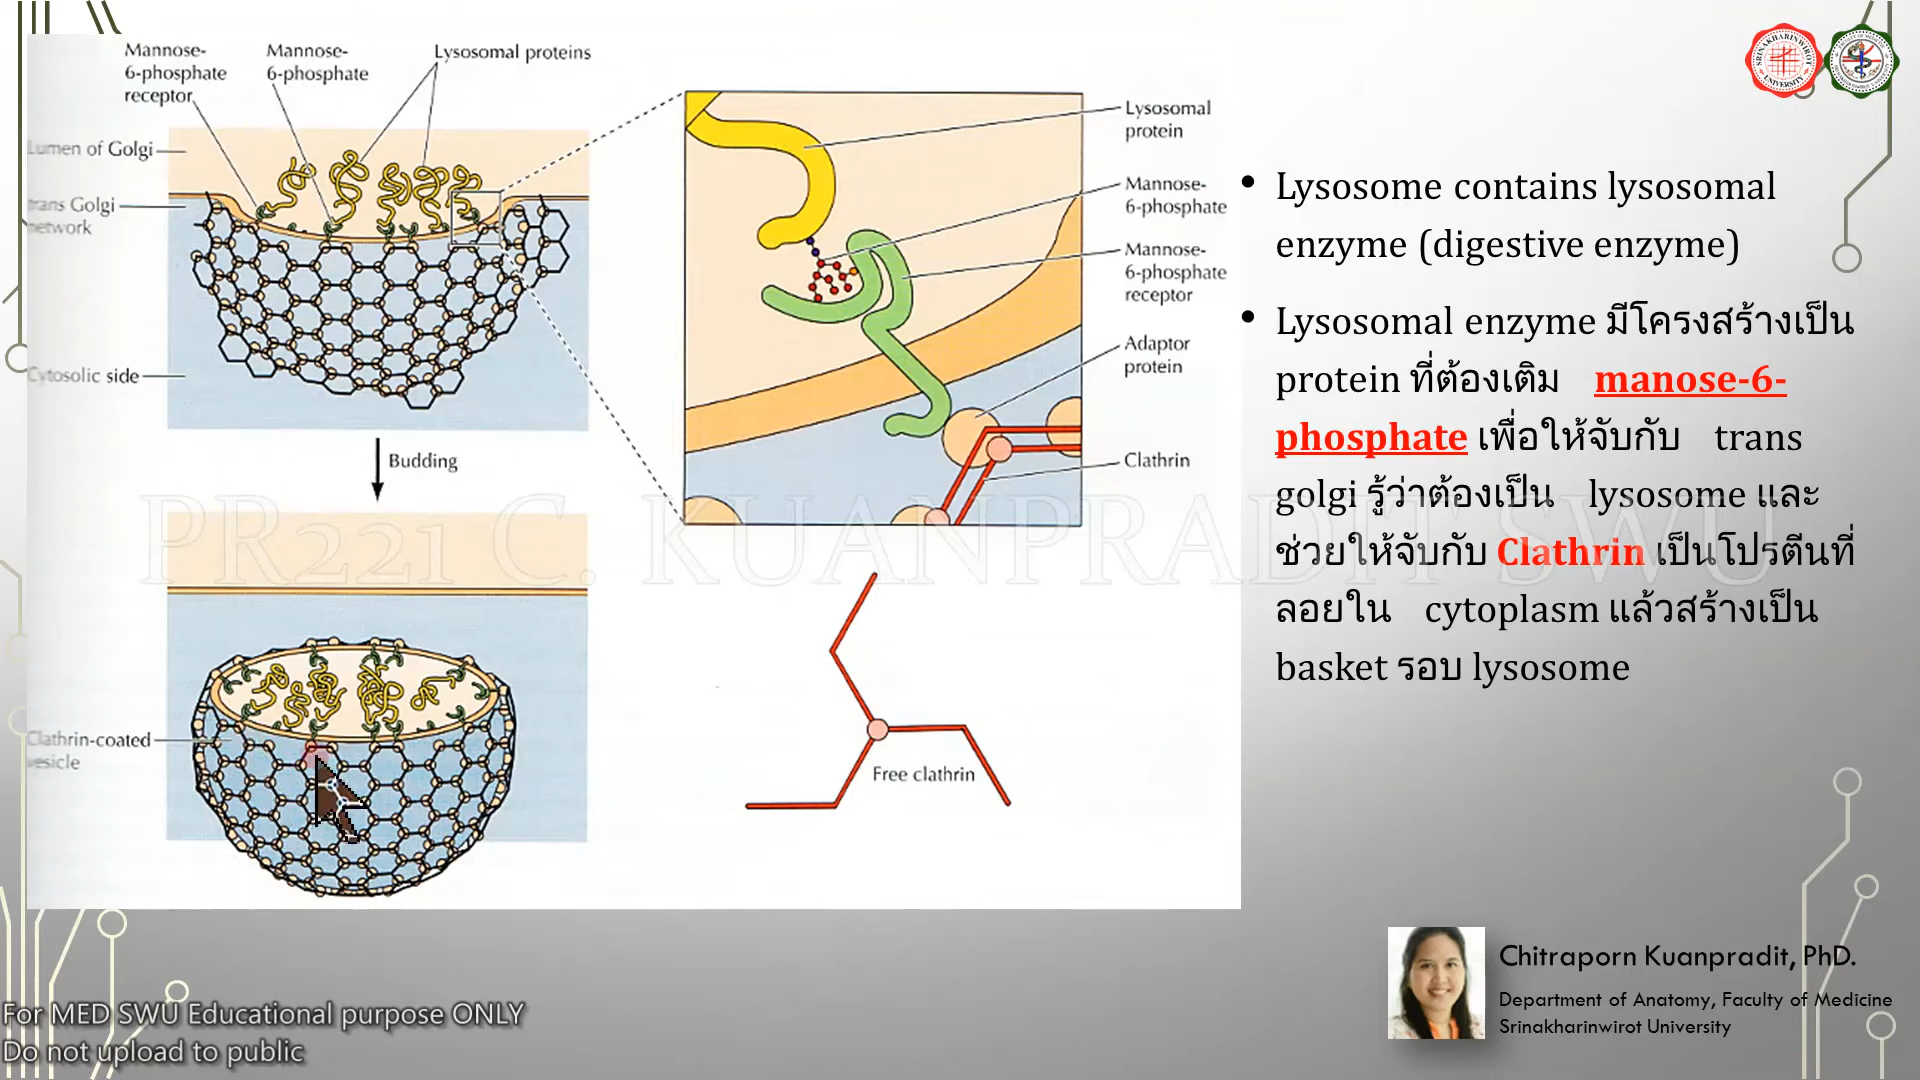 Mannose-
6-phosphate
receptor
Mannose-
6-phosphate
Lysosomal proteins
Lumen of Golgi
trans Golgi
network
Cytosolic side
Budding
Clathrin-coated
vesicle
Lysosomal
protein
Mannose-
6-phosphate
Mannose-
6-phosphate
receptor
Adaptor
protein
Clathrin
Free clathrin
PR221 C. KUANPRADIT SWU
• Lysosome contains lysosomal
enzyme (digestive enzyme)
• Lysosomal enzyme มีโครงสร้างเป็น
protein ที่ต้องเติม manose-6-
phosphate เพื่อให้จับกับ trans
golgi รู้ว่าต้องเป็น lysosome และ
ช่วยให้จับกับ Clathrin เป็นโปรตีนที่
ลอยใน cytoplasm แล้วสร้างเป็น
basket รอบ lysosome
SRINAKHARINWIROT
UNIVERSITY
Chitraporn Kuanpradit, PhD.
Department of Anatomy, Faculty of Medicine
Srinakharinwirot University
For MED SWU Educational purpose ONLY
Do not upload to public